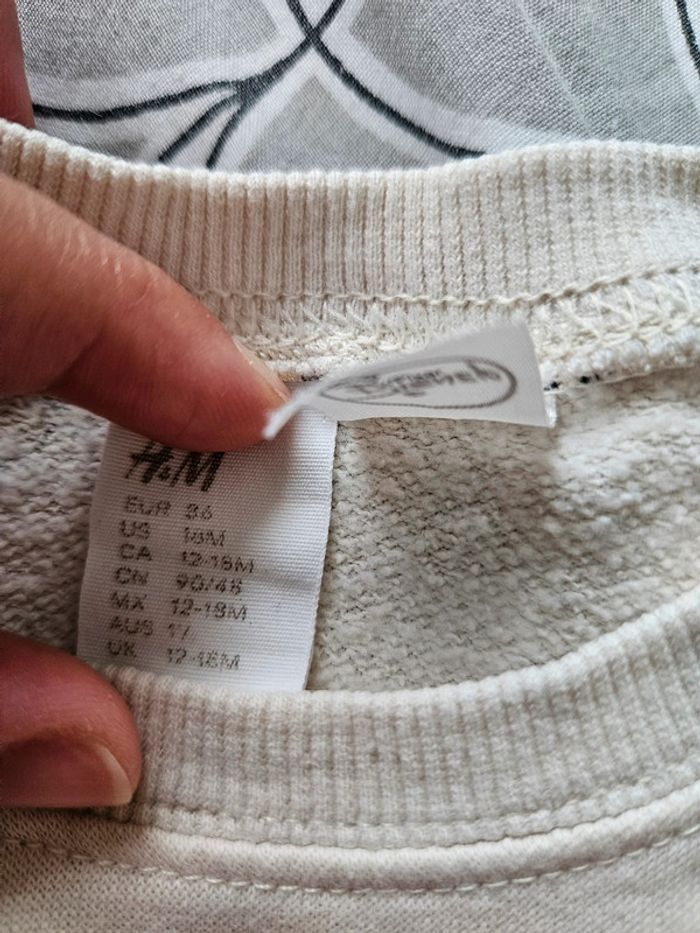 H&M
EUR 86
US 18M
CA 12-18M
CN 90/48
MX 12-18M
AUS 1
UK 12-18M